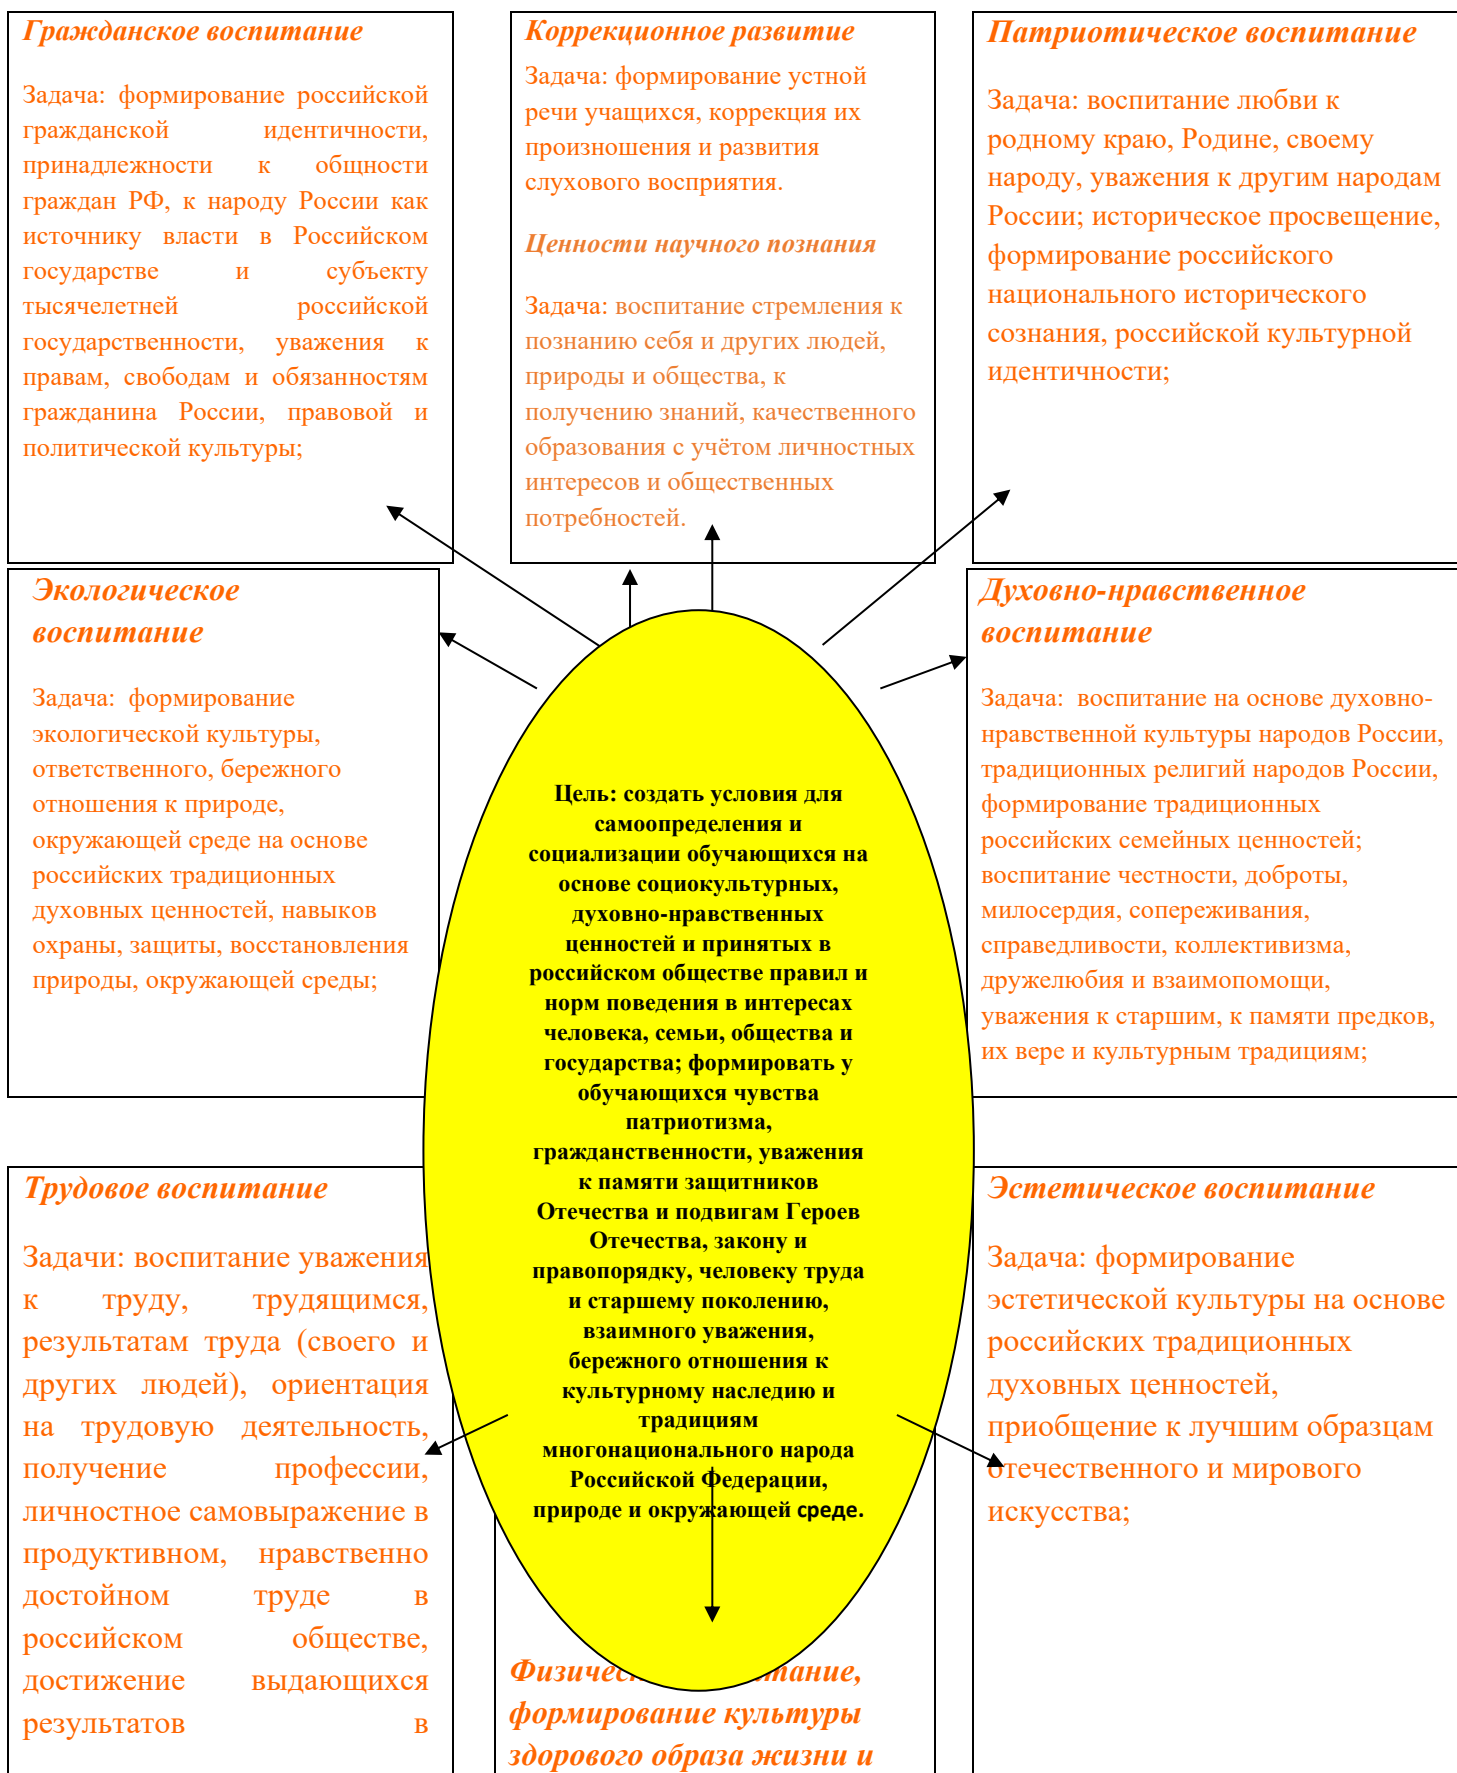 Гражданское воспитание
Задача: формирование российской
гражданской идентичности,
принадлежности к общности
граждан РФ, к народу России как
источнику власти в Российском
государстве и субъекту
тысячелетней российской
государственности, уважения к
правам, свободам и обязанностям
гражданина России, правовой и
политической культуры;
Коррекционное развитие
Задача: формирование устной
речи учащихся, коррекция их
произношения и развития
слухового восприятия.
Ценности научного познания
Задача: воспитание стремления к
познанию себя и других людей,
природы и общества, к
получению знаний, качественного
образования с учётом личностных
интересов и общественных
потребностей.
Патриотическое воспитание
Задача: воспитание любви к
родному краю, Родине, своему
народу, уважения к другим народам
России; историческое просвещение,
формирование российского
национального исторического
сознания, российской культурной
идентичности;
Экологическое
воспитание
Задача: формирование
экологической культуры,
ответственного, бережного
отношения к природе,
окружающей среде на основе
российских традиционных
духовных ценностей, навыков
охраны, защиты, восстановления
природы, окружающей среды;
Цель: создать условия для
самоопределения и
социализации обучающихся на
основе социокультурных,
духовно-нравственных
ценностей и принятых в
российском обществе правил и
норм поведения в интересах
человека, семьи, общества и
государства; формировать у
обучающихся чувства
патриотизма,
гражданственности, уважения
к памяти защитников
Отечества и подвигам Героев
Отечества, закону и
правопорядку, человеку труда
и старшему поколению,
взаимного уважения,
бережного отношения к
культурному наследию и
традициям
многонационального народа
Российской Федерации,
природе и окружающей среде.
Духовно-нравственное
воспитание
Задача: воспитание на основе духовно-
нравственной культуры народов России,
традиционных религий народов России,
формирование традиционных
российских семейных ценностей;
воспитание честности, доброты,
милосердия, сопереживания,
справедливости, коллективизма,
дружелюбия и взаимопомощи,
уважения к старшим, к памяти предков,
их вере и культурным традициям;
Трудовое воспитание
Задачи: воспитание уважения
к труду, трудящимся,
результатам труда (своего и
других людей), ориентация
на трудовую деятельность,
получение профессии,
личностное самовыражение в
продуктивном, нравственно
достойном труде в
российском обществе,
достижение выдающихся
результатов в
формирование культуры
здорового образа жизни и
Эстетическое воспитание
Задача: формирование
эстетической культуры на основе
российских традиционных
духовных ценностей,
приобщение к лучшим образцам
отечественного и мирового
искусства;